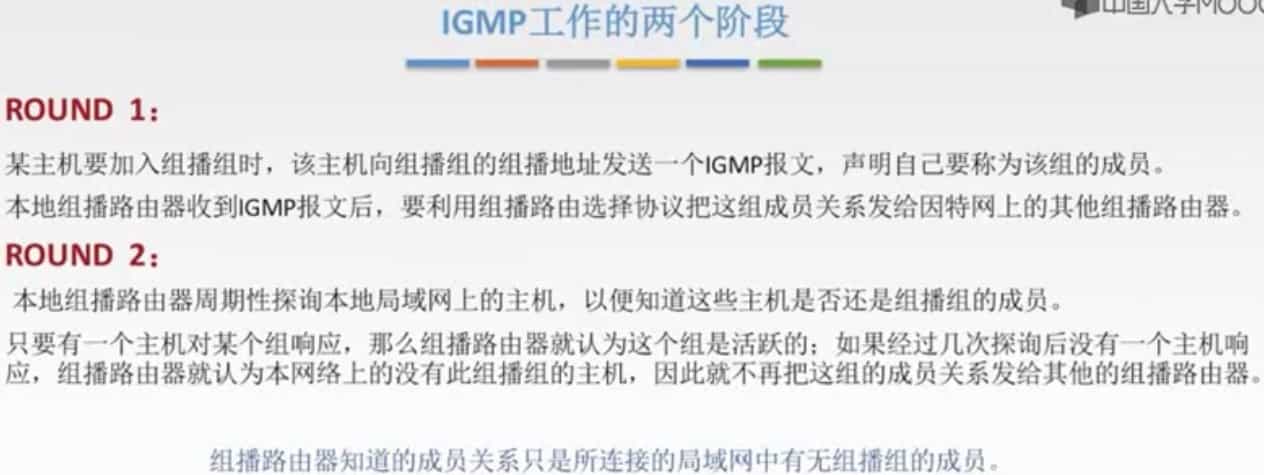 中国大学MOOC
IGMP工作的两个阶段
ROUND 1：
某主机要加入组播组时，该主机向组播组的组播地址发送一个IGMP报文，声明自己要称为该组的成员。
本地组播路由器收到IGMP报文后，要利用组播路由选择协议把这组成员关系发给因特网上的其他组播路由器。
ROUND 2：
本地组播路由器周期性探询本地局域网上的主机，以便知道这些主机是否还是组播组的成员。
只要有一个主机对某个组响应，那么组播路由器就认为这个组是活跃的；如果经过几次探询后没有一个主机响
应，组播路由器就认为本网络上的没有此组播组的主机，因此就不再把这组的成员关系发给其他的组播路由器。
组播路由器知道的成员关系只是所连接的局域网中有无组播组的成员。